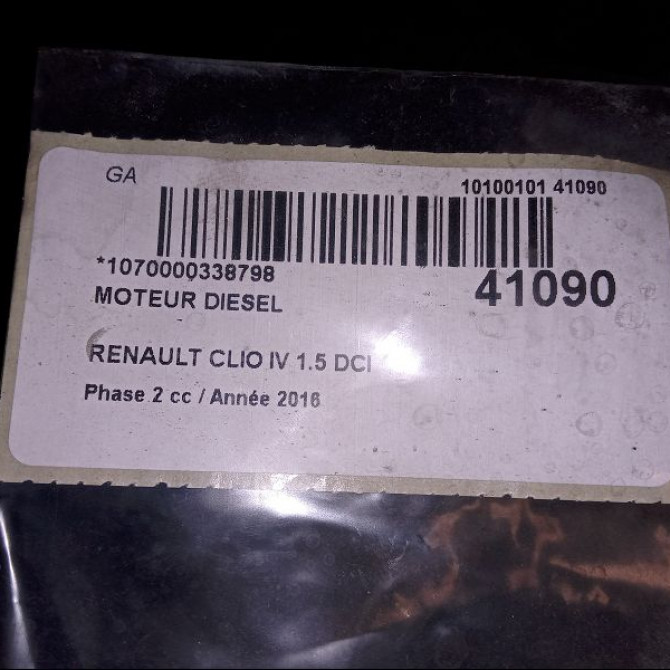 GA
10100101 41090
*1070000338798
41090
MOTEUR DIESEL
RENAULT CLIO IV 1.5 DCI
Phase 2 cc / Année 2016